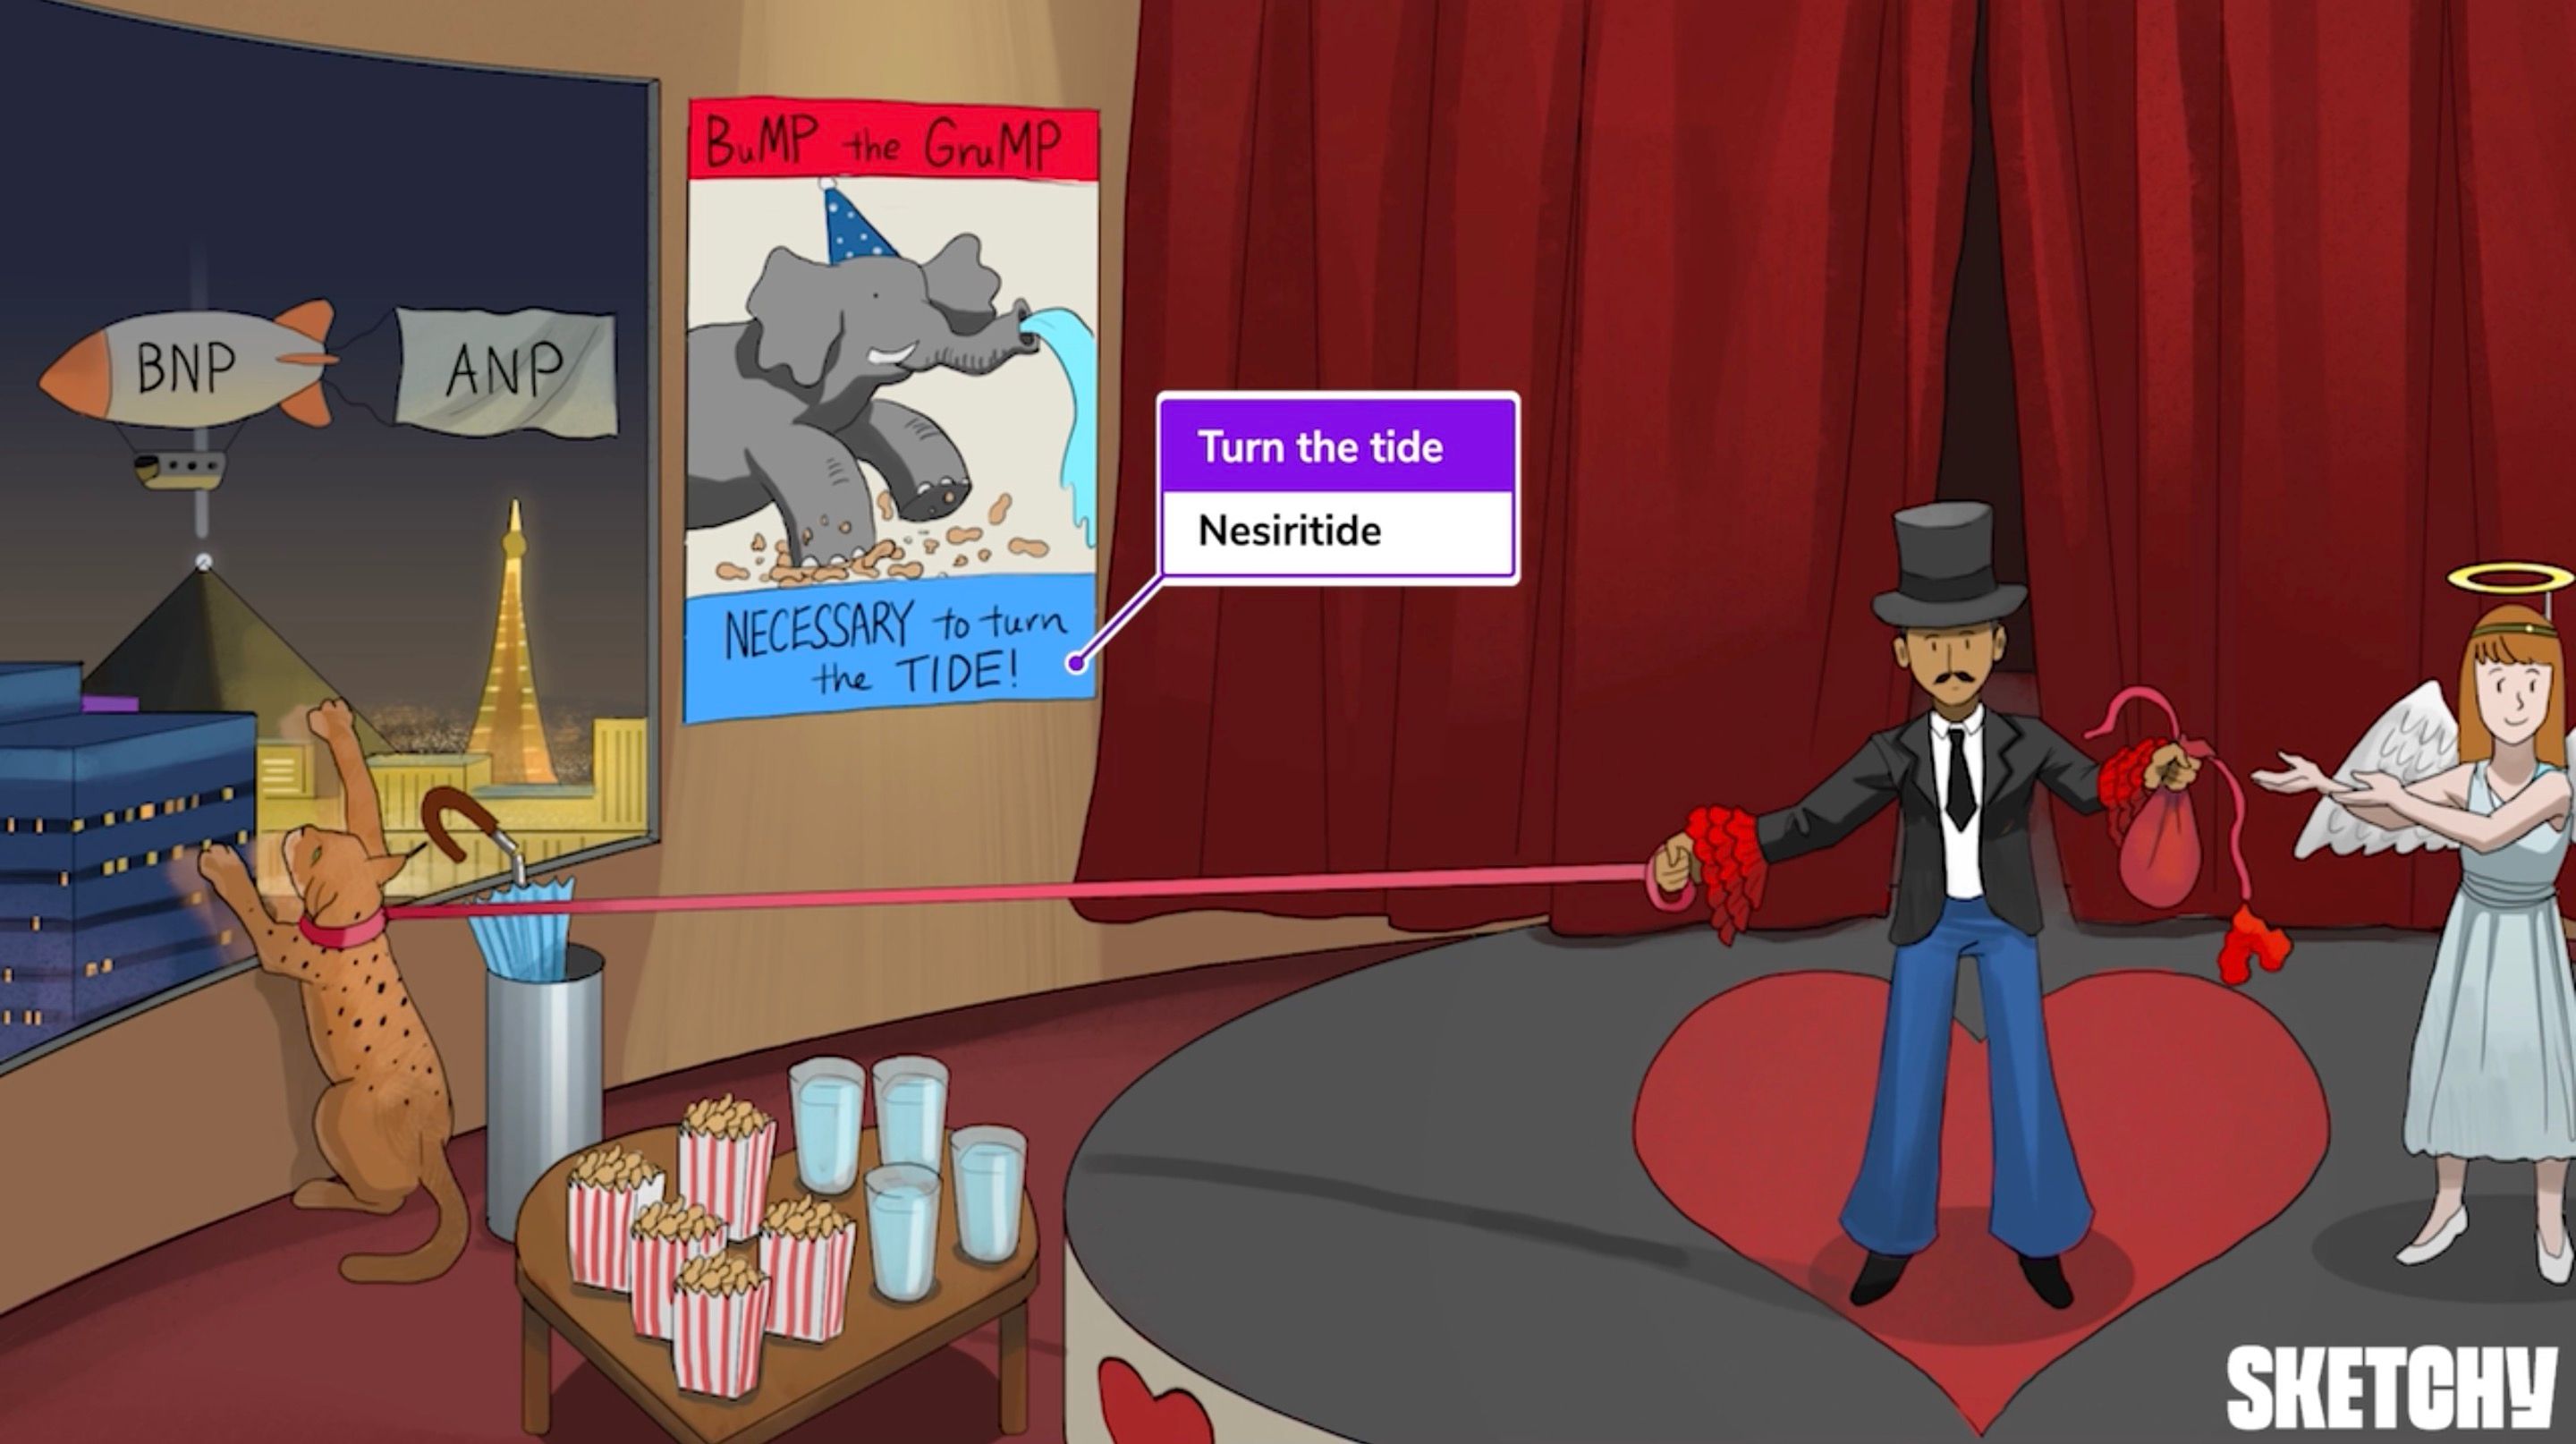 BuMP the GruMP
BNP
ANP
Turn the tide
Nesiritide
NECESSARY to turn
the TIDE!
SKETCHY